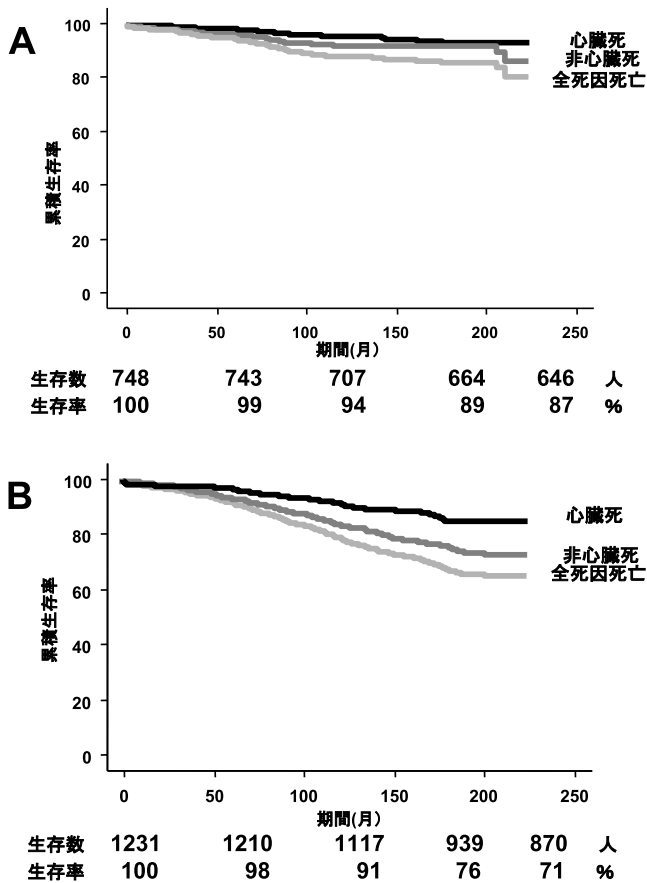 A
100
80
60
40
20
0
累積生存率
心臓死
非心臓死
全死因死亡
0 50 100 150 200 250
期間(月)
生存数 748 743 707 664 646 人
生存率 100 99 94 89 87 %
B
100
80
60
40
20
0
累積生存率
心臓死
非心臓死
全死因死亡
0 50 100 150 200 250
期間(月)
生存数 1231 1210 1117 939 870 人
生存率 100 98 91 76 71 %